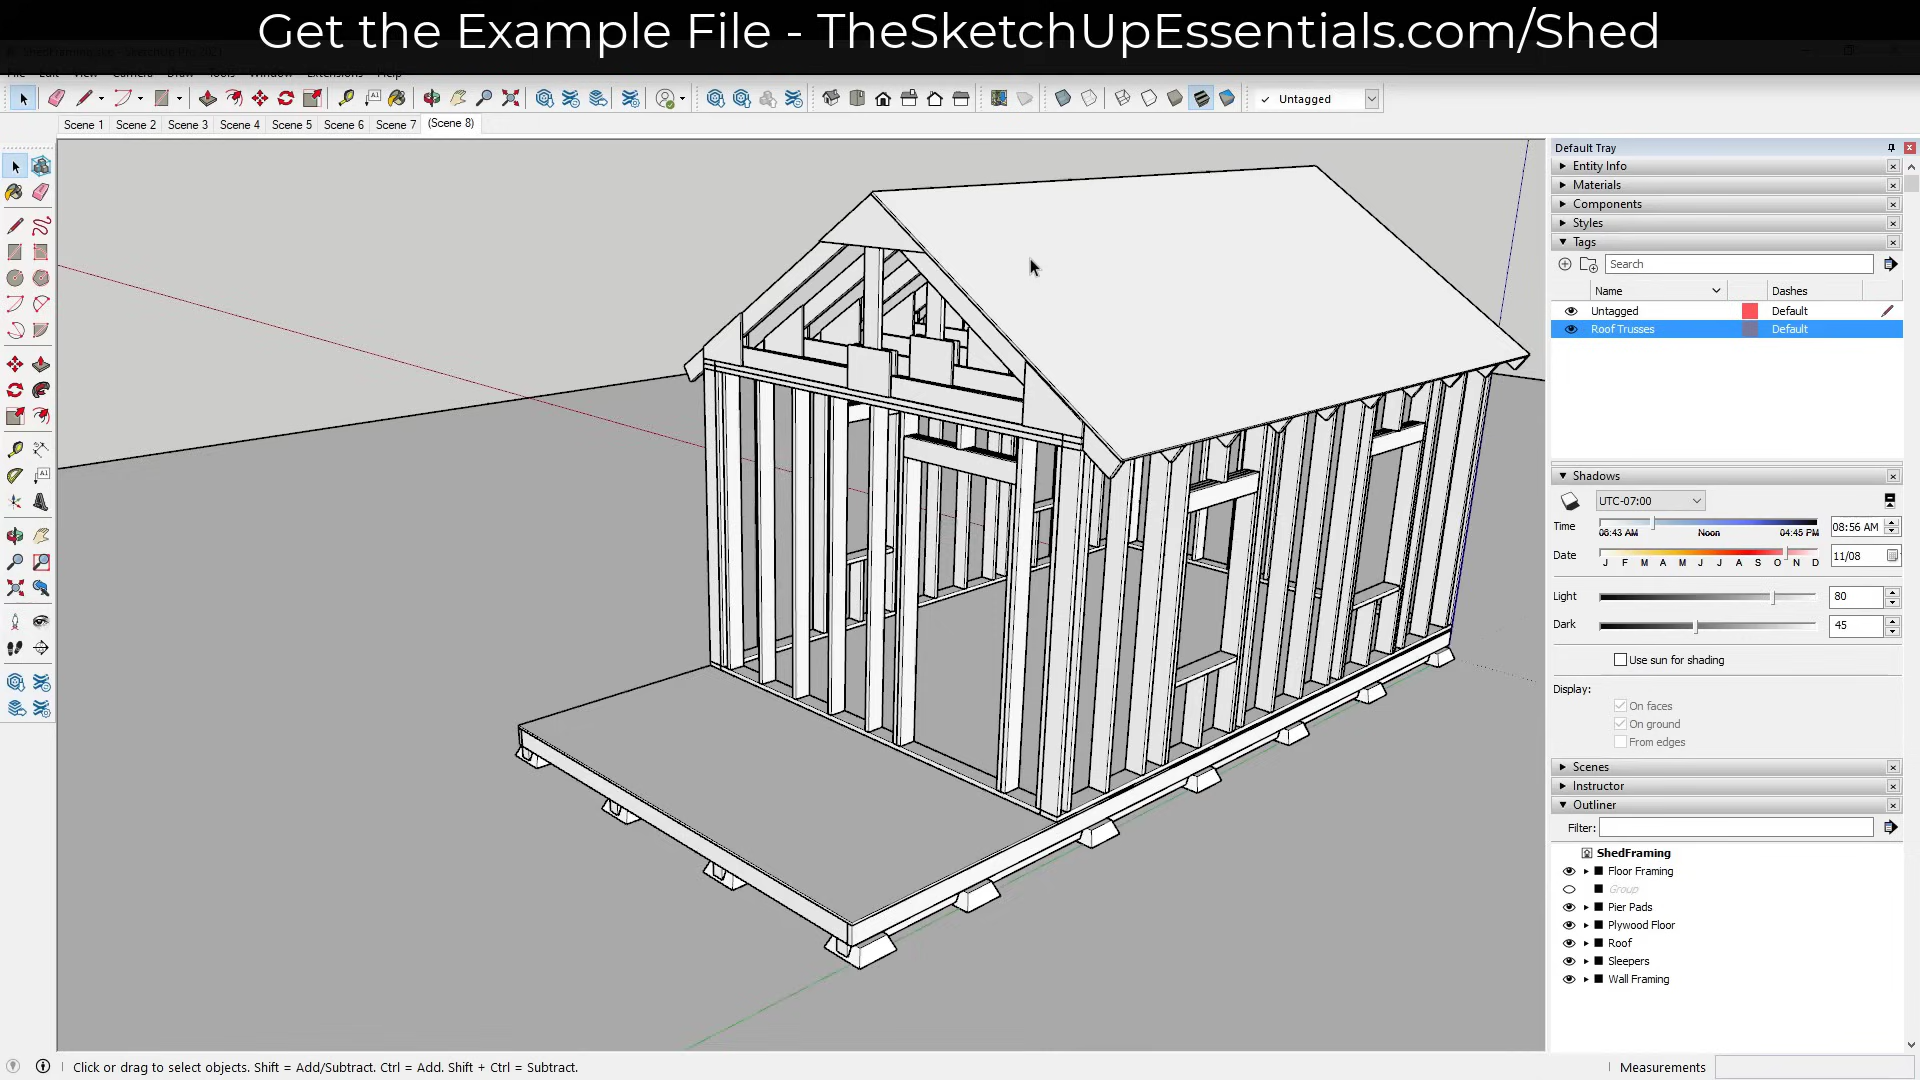 Get the Example File - TheSketchUpEssentials.com/Shed
Untagged
Scene 1 Scene 2 Scene 3 Scene 4 Scene 5 Scene 6 Scene 7 (Scene 8)
Default Tray
Entity Info
Materials
Components
Styles
Tags
Search
Name Dashes
Untagged Default
Roof Trusses Default
Shadows
UTC-07:00
Time 08:56 AM
06:43 AM Noon 04:45 PM
Date 11/08
J F M A M J J A S O N D
Light 80
Dark 45
Use sun for shading
Display:
On faces
On ground
From edges
Scenes
Instructor
Outliner
Filter:
ShedFraming
Floor Framing
Group
Pier Pads
Plywood Floor
Roof
Sleepers
Wall Framing
Click or drag to select objects. Shift = Add/Subtract. Ctrl = Add. Shift + Ctrl = Subtract.
Measurements